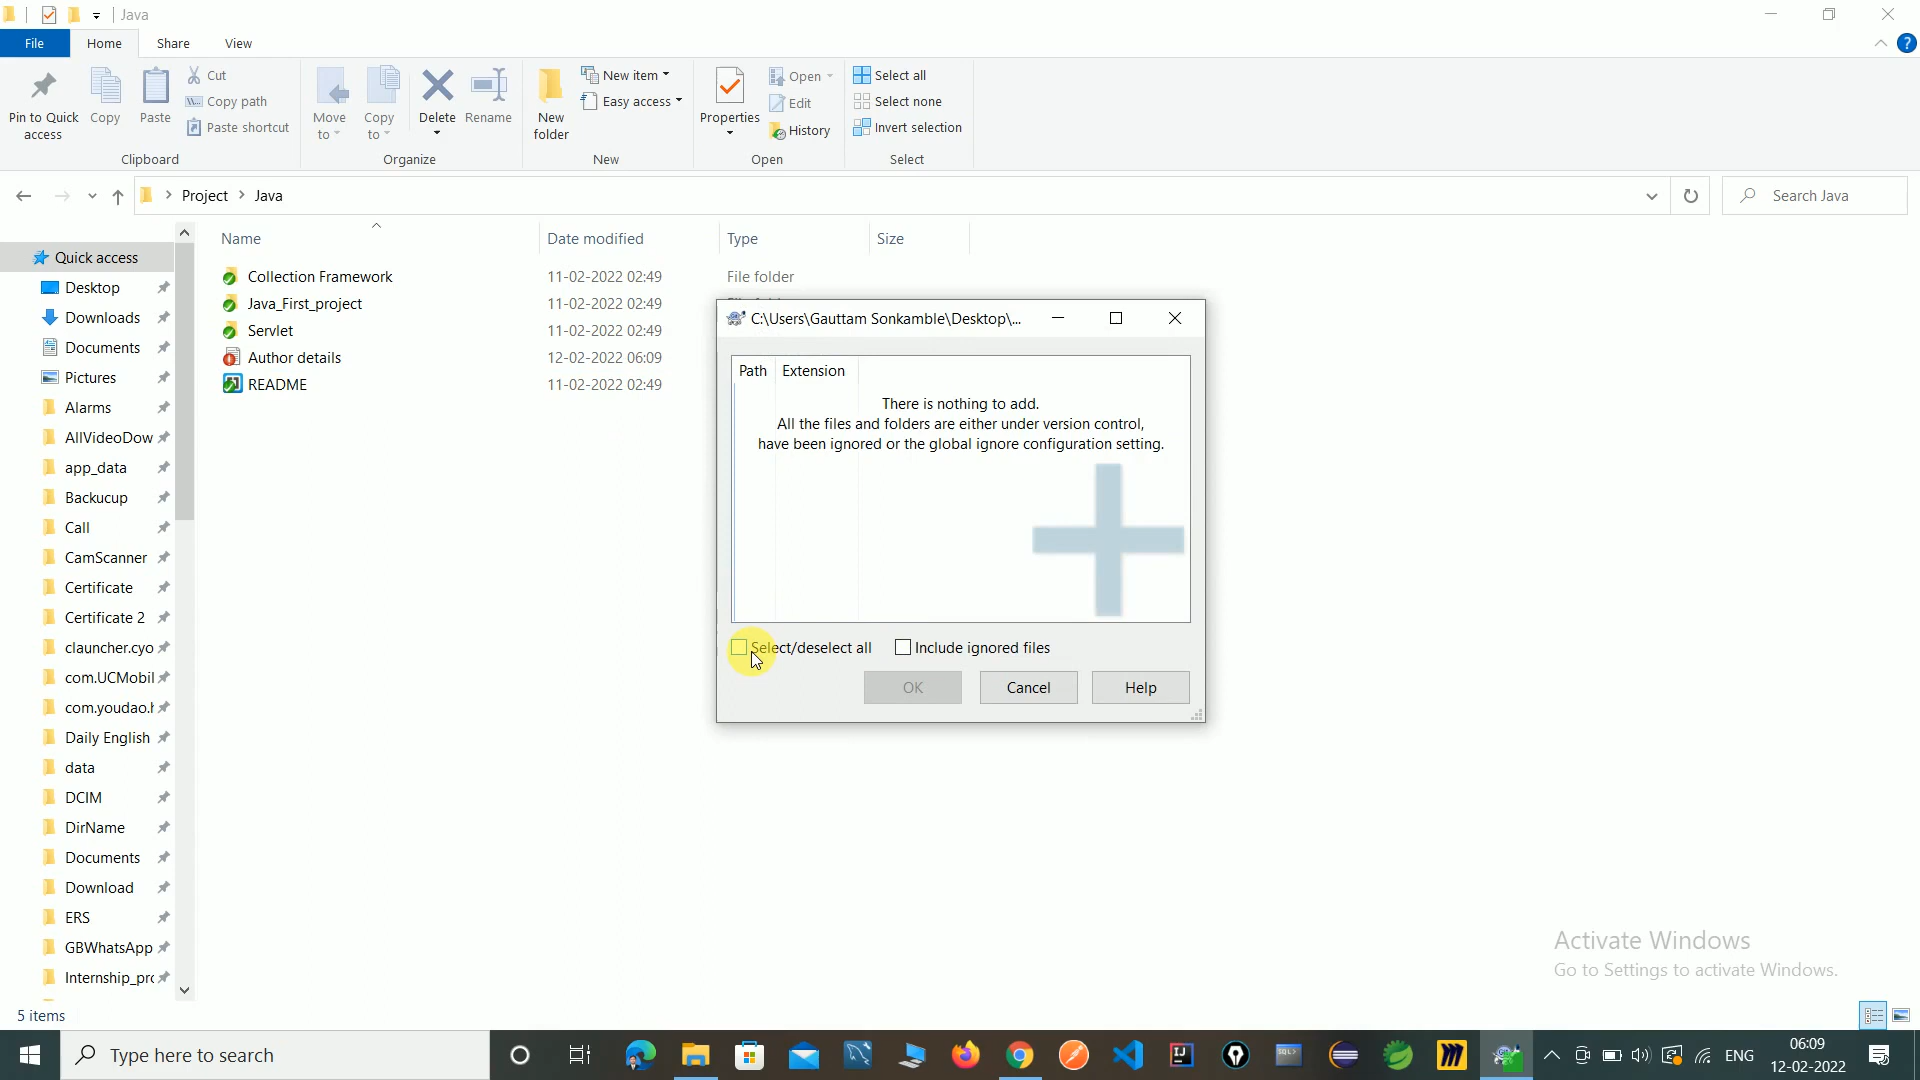 Java
File
Home
Share
View
Pin to Quick access
Copy
Paste
Cut
Copy path
Paste shortcut
Clipboard
Move to
Copy to
Delete
Rename
Organize
New folder
New item
Easy access
New
Properties
Open
Edit
History
Open
Select all
Select none
Invert selection
Select
Project > Java
Search Java
Name
Date modified
Type
Size
Quick access
Desktop
Downloads
Documents
Pictures
Alarms
AllVideoDow
app_data
Backucup
Call
CamScanner
Certificate
Certificate 2
clauncher.cyo
com.UCMobil
com.youdao.
Daily English
data
DCIM
DirName
Documents
Download
ERS
GBWhatsApp
Internship_pr
Collection Framework 11-02-2022 02:49 File folder
Java_First_project 11-02-2022 02:49
Servlet 11-02-2022 02:49
Author details 12-02-2022 06:09
README 11-02-2022 02:49
C:\Users\Gauttam Sonkamble\Desktop\...
Path Extension
There is nothing to add.
All the files and folders are either under version control,
have been ignored or the global ignore configuration setting.
Select/deselect all Include ignored files
OK Cancel Help
Activate Windows
Go to Settings to activate Windows.
5 items
Type here to search
ENG
06:09
12-02-2022